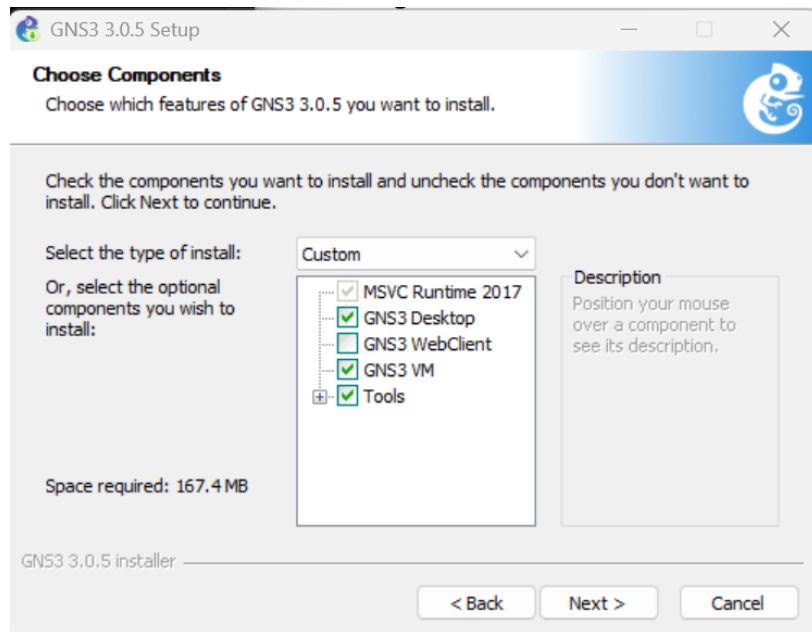 GNS3 3.0.5 Setup
Choose Components
Choose which features of GNS3 3.0.5 you want to install.
Check the components you want to install and uncheck the components you don't want to
install. Click Next to continue.
Select the type of install:
Custom
Or, select the optional
components you wish to
install:
MSVC Runtime 2017
GNS3 Desktop
GNS3 WebClient
GNS3 VM
Tools
Description
Position your mouse
over a component to
see its description.
Space required: 167.4 MB
GNS3 3.0.5 installer
< Back
Next >
Cancel